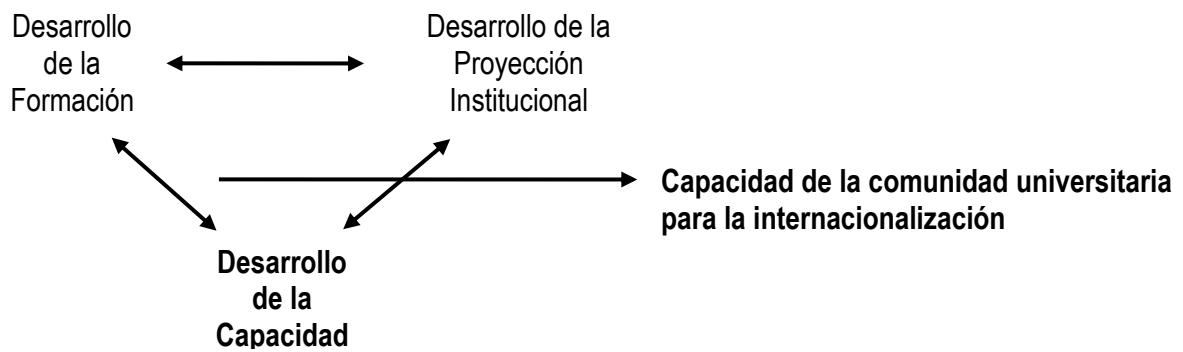 Desarrollo
de la
Formación
Desarrollo de la
Proyección
Institucional
Capacidad de la comunidad universitaria
para la internacionalización
Desarrollo
de la
Capacidad